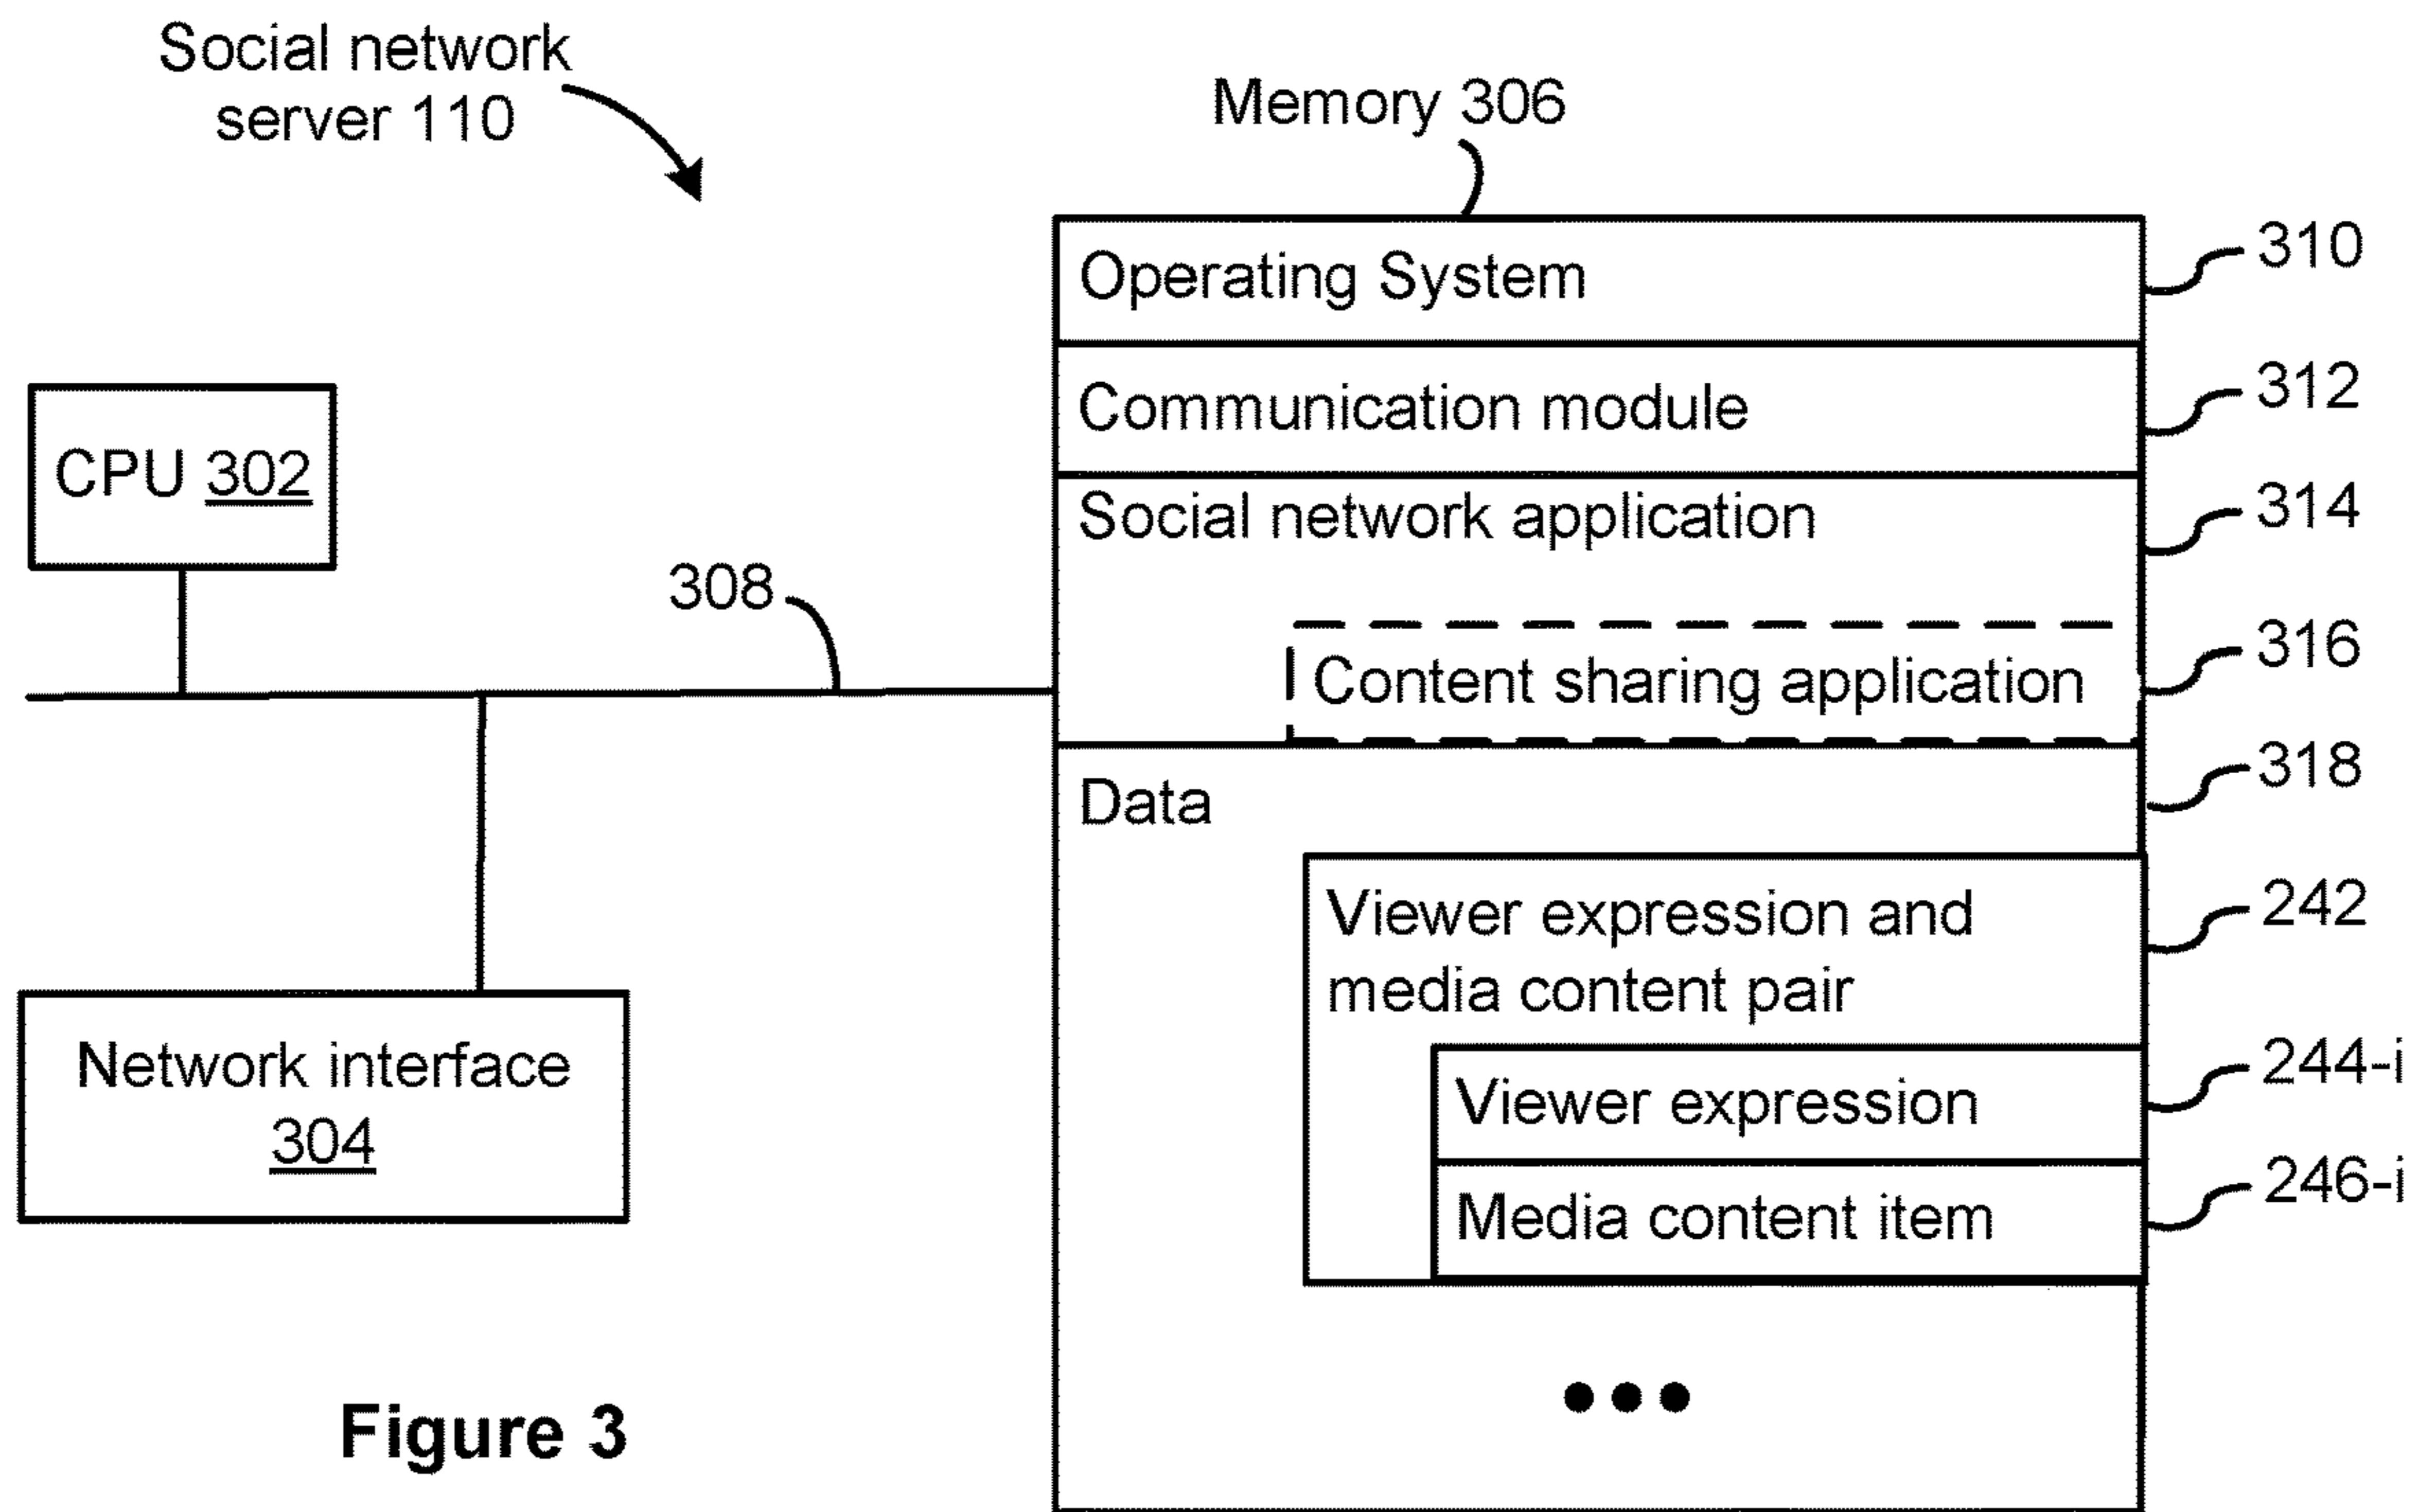 Social network
server 110
Memory 306
Operating System
310
Communication module
312
CPU 302
Social network application
314
308
Content sharing application
316
Data
318
Viewer expression and
media content pair
242
Network interface
304
Viewer expression
244-i
Media content item
246-i
Figure 3